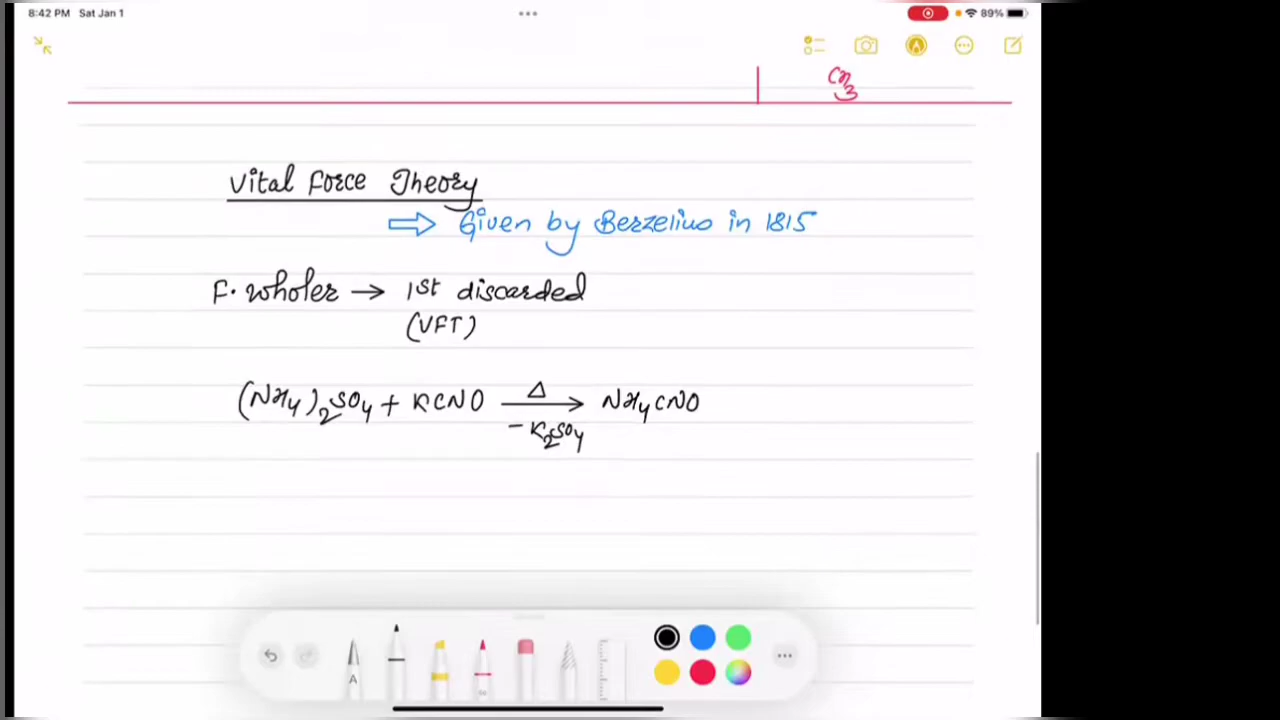 8:42 PM Sat Jan 1
89%
CH3
Vital Force Theory
⇒ Given by Berzelius in 1815
F. Wholer → 1st discarded
(VFT)
(NH4)2SO4 + KCNO Δ→ NH4CNO
- K2SO4
A